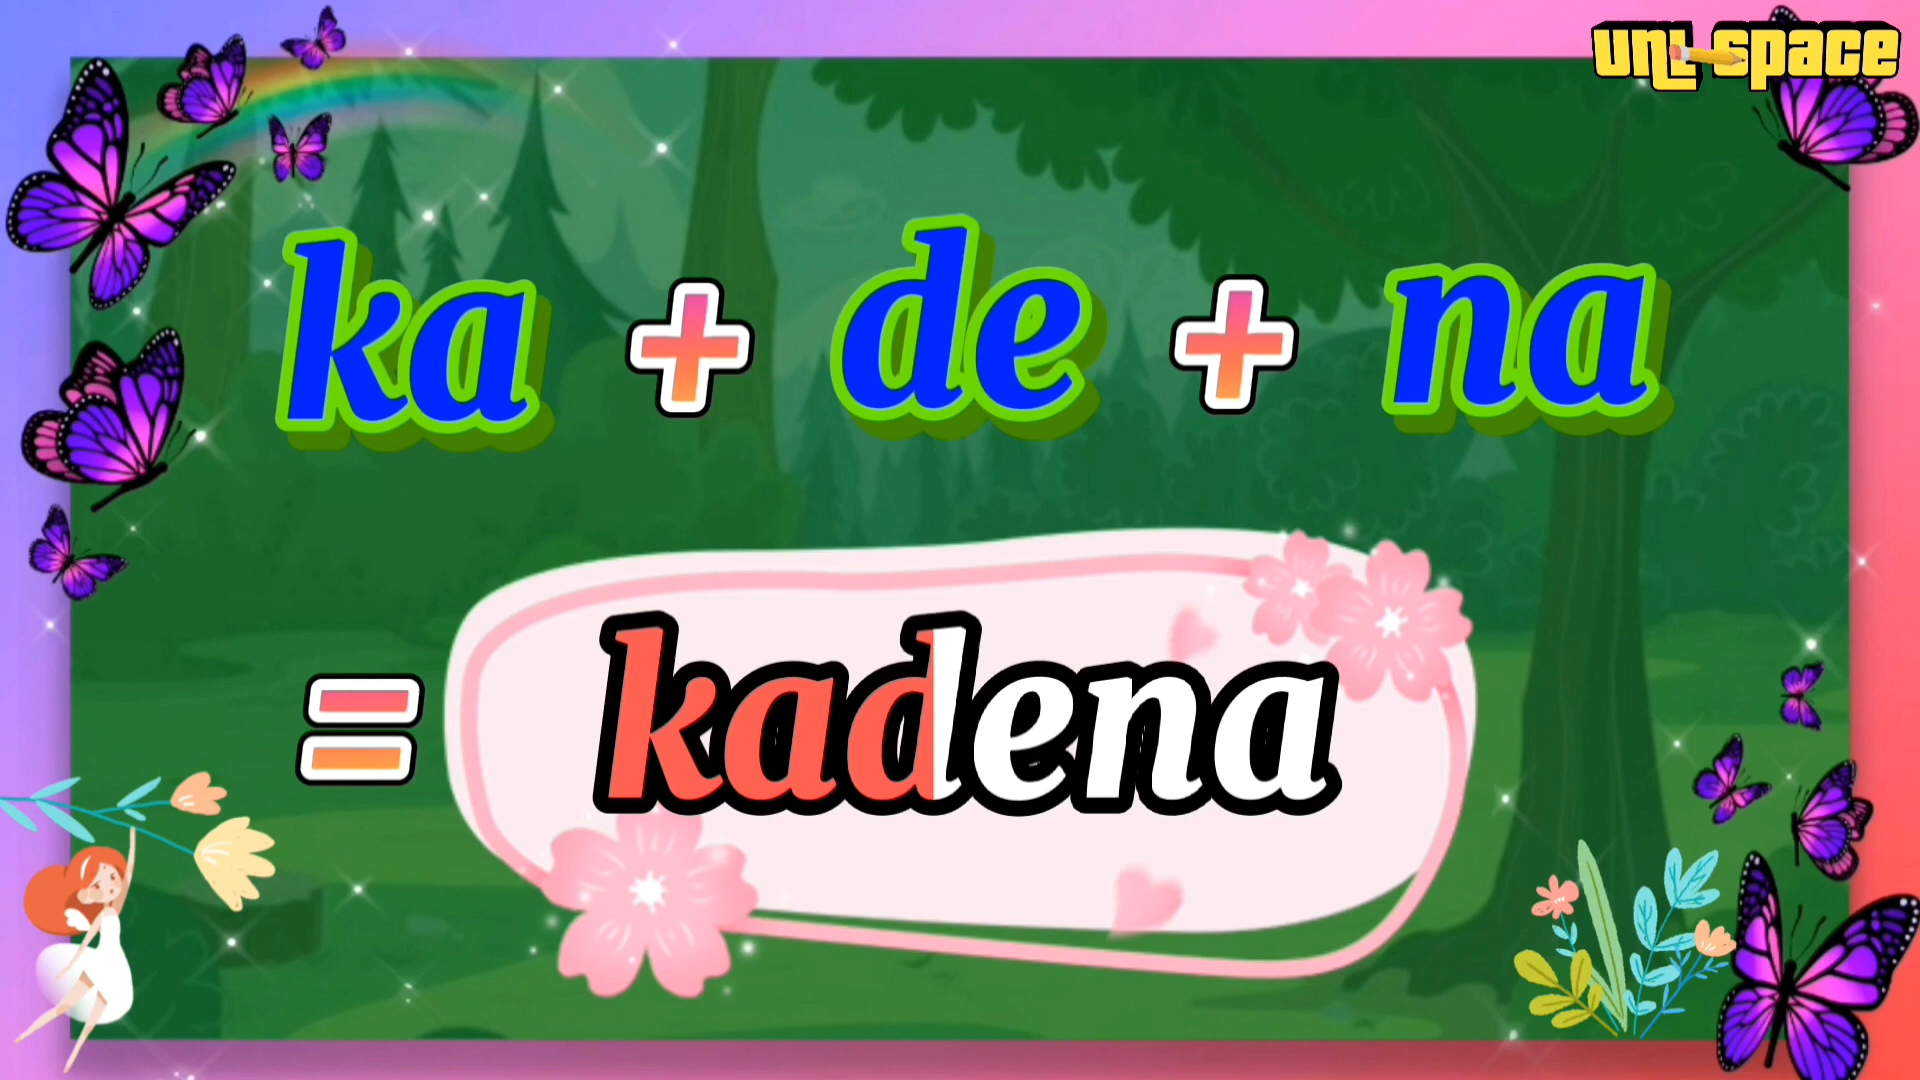 UNI SPACE
ka + de + na
= kadena